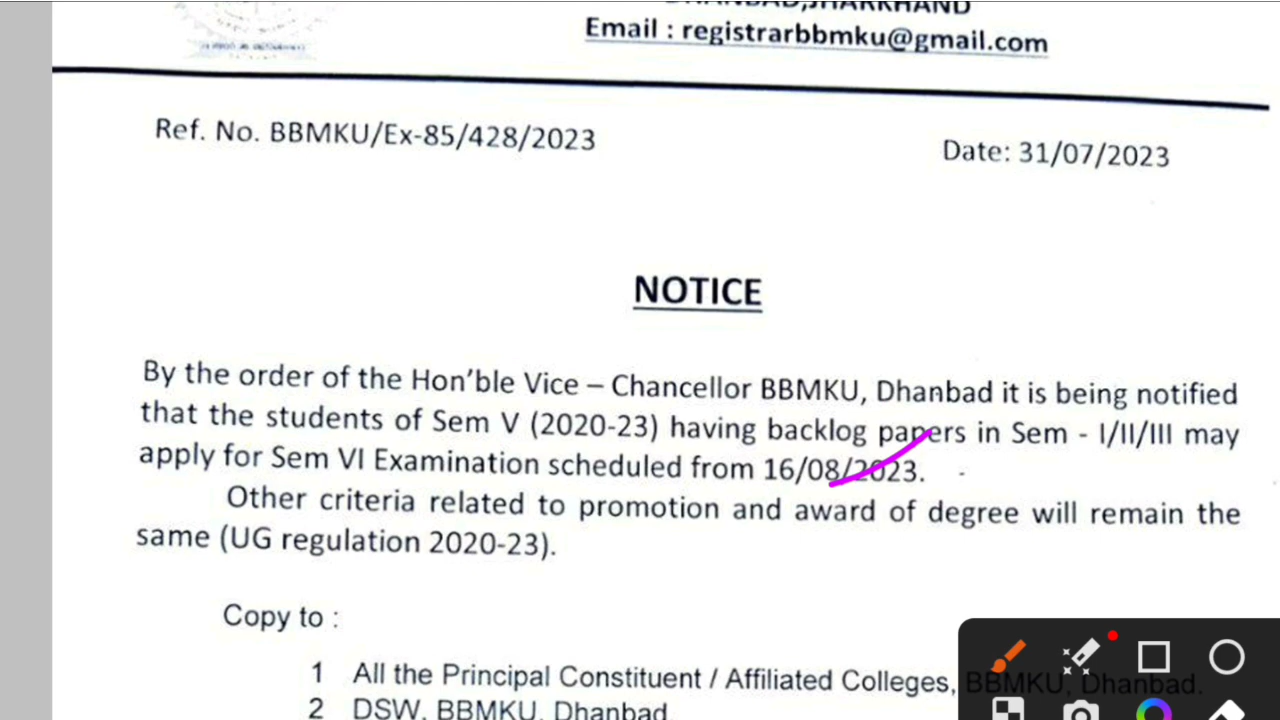 DHANBAD,JHARKHAND
Email : registrarbbmku@gmail.com
Ref. No. BBMKU/Ex-85/428/2023
Date: 31/07/2023
NOTICE
By the order of the Hon'ble Vice – Chancellor BBMKU, Dhanbad it is being notified
that the students of Sem V (2020-23) having backlog papers in Sem - I/II/III may
apply for Sem VI Examination scheduled from 16/08/2023.
Other criteria related to promotion and award of degree will remain the
same (UG regulation 2020-23).
Copy to :
1 All the Principal Constituent / Affiliated Colleges, BBMKU, Dhanbad.
2 DSW, BBMKU, Dhanbad.